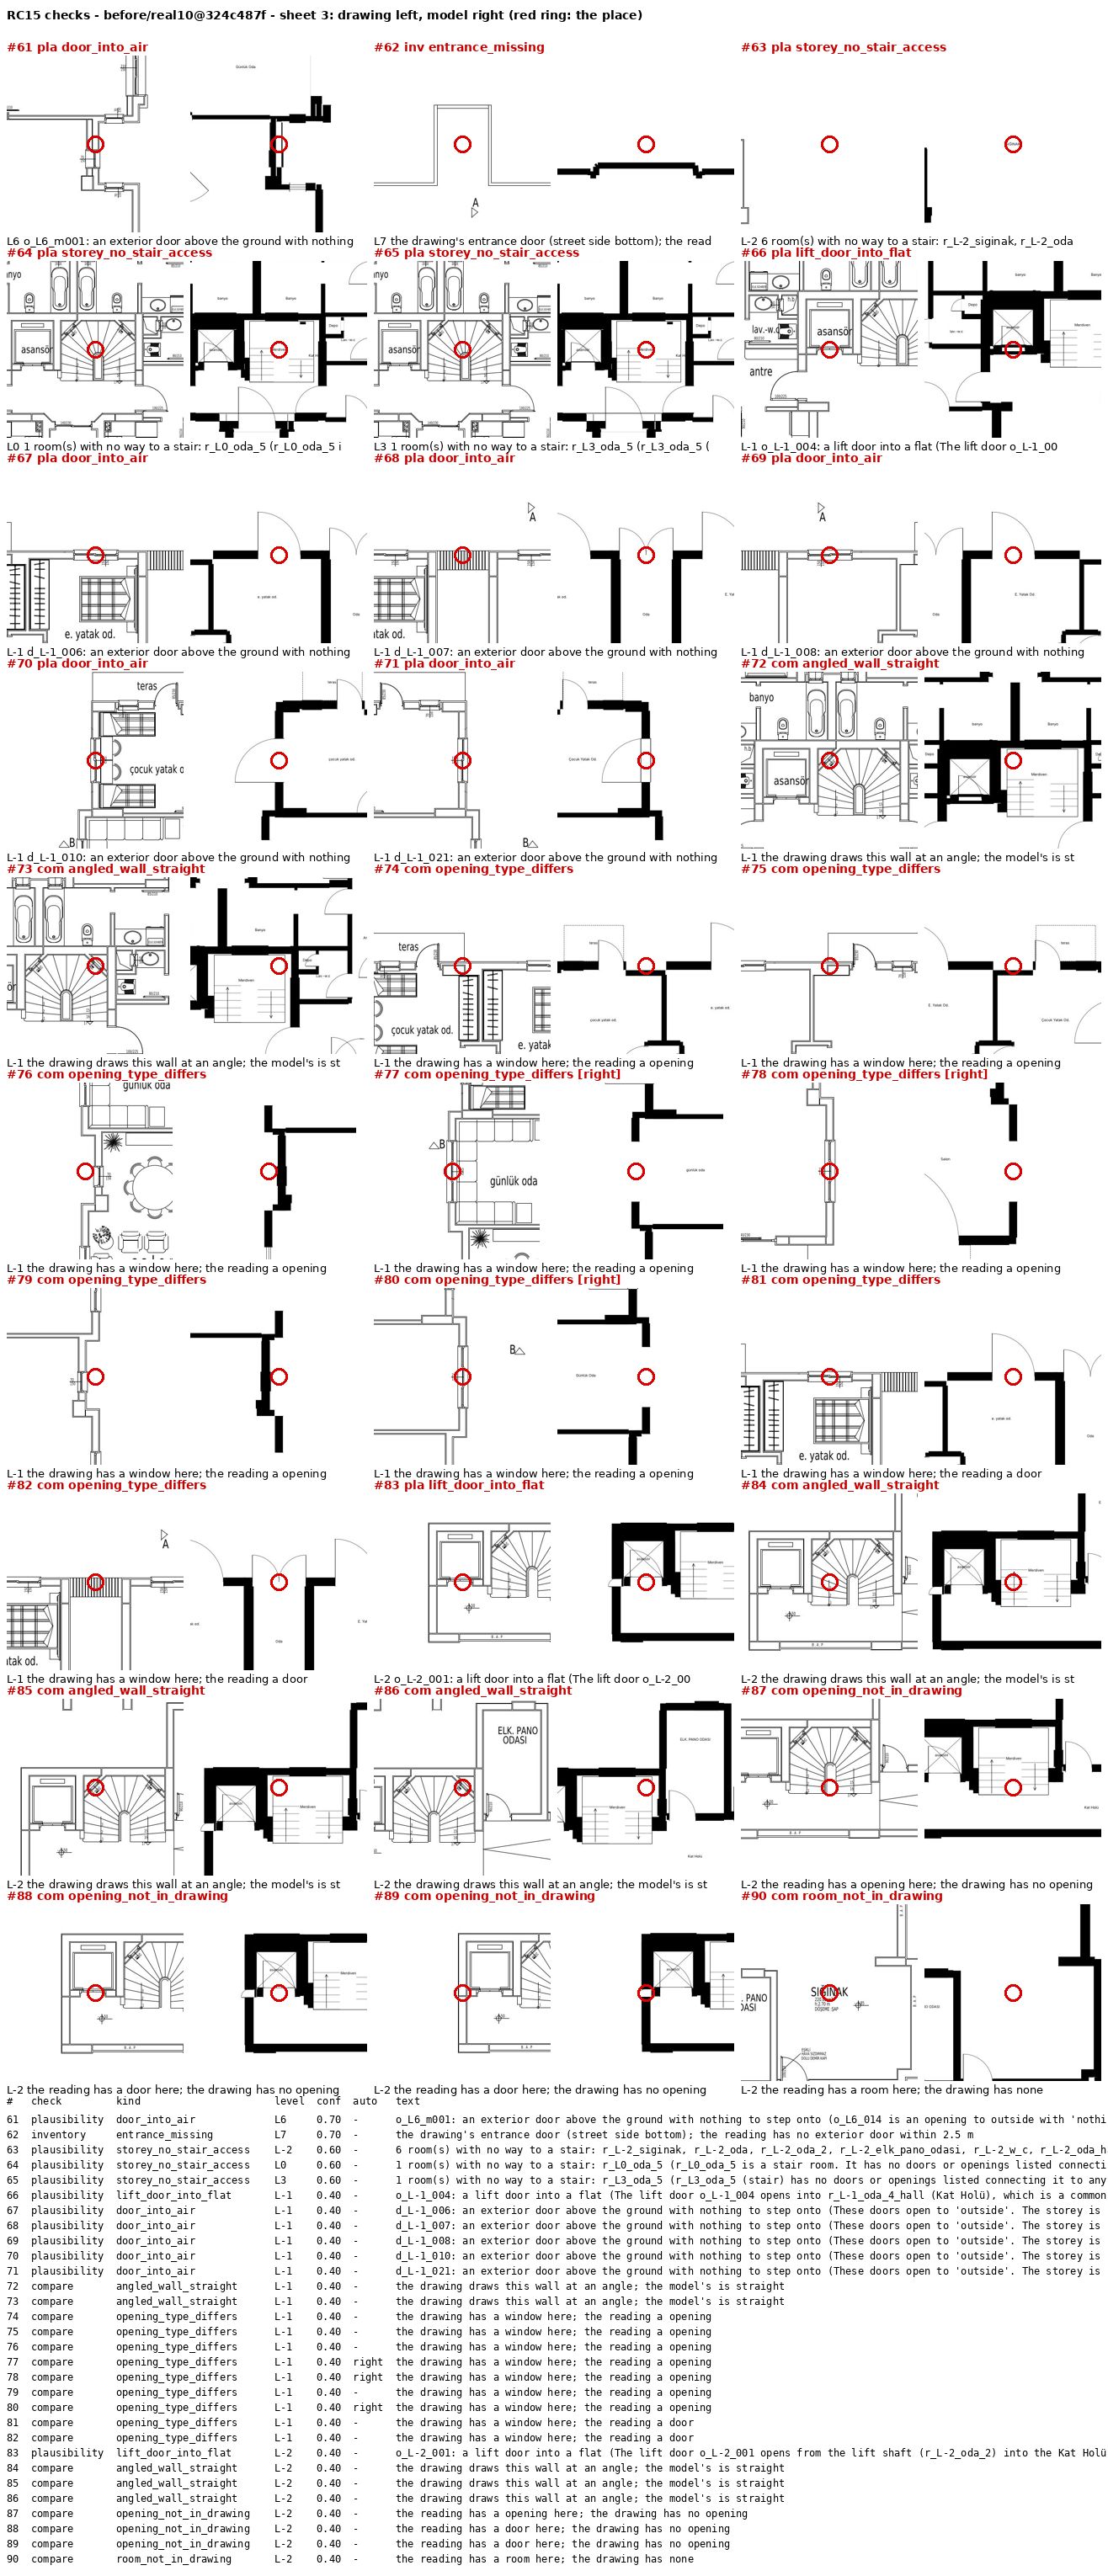 RC15 checks - before/real10@324c487f - sheet 3: drawing left, model right (red ring: the place)
#61 pla door_into_air
#62 inv entrance_missing
#63 pla storey_no_stair_access
A
L6 o_L6_m001: an exterior door above the ground with nothing
L7 the drawing's entrance door (street side bottom); the read
L-2 6 room(s) with no way to a stair: r_L-2_siginak, r_L-2_oda
#64 pla storey_no_stair_access
#65 pla storey_no_stair_access
#66 pla lift_door_into_flat
asansör
asansör
asansör
lav.-w.c
antre
L0 1 room(s) with no way to a stair: r_L0_oda_5 (r_L0_oda_5 i
L3 1 room(s) with no way to a stair: r_L3_oda_5 (r_L3_oda_5 (
L-1 o_L-1_004: a lift door into a flat (The lift door o_L-1_00
#67 pla door_into_air
#68 pla door_into_air
#69 pla door_into_air
A
A
e. yatak od.
L-1 d_L-1_006: an exterior door above the ground with nothing
L-1 d_L-1_007: an exterior door above the ground with nothing
L-1 d_L-1_008: an exterior door above the ground with nothing
#70 pla door_into_air
#71 pla door_into_air
#72 com angled_wall_straight
teras
çocuk yatak o
B
B
banyo
asansör
L-1 d_L-1_010: an exterior door above the ground with nothing
L-1 d_L-1_021: an exterior door above the ground with nothing
L-1 the drawing draws this wall at an angle; the model's is st
#73 com angled_wall_straight
#74 com opening_type_differs
#75 com opening_type_differs
teras
çocuk yatak od.
e. yatak
L-1 the drawing draws this wall at an angle; the model's is st
L-1 the drawing has a window here; the reading a opening
L-1 the drawing has a window here; the reading a opening
#76 com opening_type_differs
#77 com opening_type_differs [right]
#78 com opening_type_differs [right]
günlük oda
B
günlük oda
L-1 the drawing has a window here; the reading a opening
L-1 the drawing has a window here; the reading a opening
L-1 the drawing has a window here; the reading a opening
#79 com opening_type_differs
#80 com opening_type_differs [right]
#81 com opening_type_differs
B
e. yatak od.
L-1 the drawing has a window here; the reading a opening
L-1 the drawing has a window here; the reading a opening
L-1 the drawing has a window here; the reading a door
#82 com opening_type_differs
#83 pla lift_door_into_flat
#84 com angled_wall_straight
A
L-1 the drawing has a window here; the reading a door
L-2 o_L-2_001: a lift door into a flat (The lift door o_L-2_00
L-2 the drawing draws this wall at an angle; the model's is st
#85 com angled_wall_straight
#86 com angled_wall_straight
#87 com opening_not_in_drawing
ELK. PANO
ODASI
L-2 the drawing draws this wall at an angle; the model's is st
L-2 the drawing draws this wall at an angle; the model's is st
L-2 the reading has a opening here; the drawing has no opening
#88 com opening_not_in_drawing
#89 com opening_not_in_drawing
#90 com room_not_in_drawing
SIĞINAK
L-2 the reading has a door here; the drawing has no opening
L-2 the reading has a door here; the drawing has no opening
L-2 the reading has a room here; the drawing has none
# check kind level conf auto text
61 plausibility door_into_air L6 0.70 - o_L6_m001: an exterior door above the ground with nothing to step onto (o_L6_014 is an opening to outside with 'nothi
62 inventory entrance_missing L7 0.70 - the drawing's entrance door (street side bottom); the reading has no exterior door within 2.5 m
63 plausibility storey_no_stair_access L-2 0.60 - 6 room(s) with no way to a stair: r_L-2_siginak, r_L-2_oda, r_L-2_oda_2, r_L-2_elk_pano_odasi, r_L-2_w_c, r_L-2_oda_h
64 plausibility storey_no_stair_access L0 0.60 - 1 room(s) with no way to a stair: r_L0_oda_5 (r_L0_oda_5 is a stair room. It has no doors or openings listed connecti
65 plausibility storey_no_stair_access L3 0.60 - 1 room(s) with no way to a stair: r_L3_oda_5 (r_L3_oda_5 (stair) has no doors or openings listed connecting it to any
66 plausibility lift_door_into_flat L-1 0.40 - o_L-1_004: a lift door into a flat (The lift door o_L-1_004 opens into r_L-1_oda_4_hall (Kat Holü), which is a common
67 plausibility door_into_air L-1 0.40 - d_L-1_006: an exterior door above the ground with nothing to step onto (These doors open to 'outside'. The storey is
68 plausibility door_into_air L-1 0.40 - d_L-1_007: an exterior door above the ground with nothing to step onto (These doors open to 'outside'. The storey is
69 plausibility door_into_air L-1 0.40 - d_L-1_008: an exterior door above the ground with nothing to step onto (These doors open to 'outside'. The storey is
70 plausibility door_into_air L-1 0.40 - d_L-1_010: an exterior door above the ground with nothing to step onto (These doors open to 'outside'. The storey is
71 plausibility door_into_air L-1 0.40 - d_L-1_021: an exterior door above the ground with nothing to step onto (These doors open to 'outside'. The storey is
72 compare angled_wall_straight L-1 0.40 - the drawing draws this wall at an angle; the model's is straight
73 compare angled_wall_straight L-1 0.40 - the drawing draws this wall at an angle; the model's is straight
74 compare opening_type_differs L-1 0.40 - the drawing has a window here; the reading a opening
75 compare opening_type_differs L-1 0.40 - the drawing has a window here; the reading a opening
76 compare opening_type_differs L-1 0.40 - the drawing has a window here; the reading a opening
77 compare opening_type_differs L-1 0.40 right the drawing has a window here; the reading a opening
78 compare opening_type_differs L-1 0.40 right the drawing has a window here; the reading a opening
79 compare opening_type_differs L-1 0.40 - the drawing has a window here; the reading a opening
80 compare opening_type_differs L-1 0.40 right the drawing has a window here; the reading a opening
81 compare opening_type_differs L-1 0.40 - the drawing has a window here; the reading a door
82 compare opening_type_differs L-1 0.40 - the drawing has a window here; the reading a door
83 plausibility lift_door_into_flat L-2 0.40 - o_L-2_001: a lift door into a flat (The lift door o_L-2_001 opens from the lift shaft (r_L-2_oda_2) into the Kat Holü
84 compare angled_wall_straight L-2 0.40 - the drawing draws this wall at an angle; the model's is straight
85 compare angled_wall_straight L-2 0.40 - the drawing draws this wall at an angle; the model's is straight
86 compare angled_wall_straight L-2 0.40 - the drawing draws this wall at an angle; the model's is straight
87 compare opening_not_in_drawing L-2 0.40 - the reading has a opening here; the drawing has no opening
88 compare opening_not_in_drawing L-2 0.40 - the reading has a door here; the drawing has no opening
89 compare opening_not_in_drawing L-2 0.40 - the reading has a door here; the drawing has no opening
90 compare room_not_in_drawing L-2 0.40 - the reading has a room here; the drawing has none